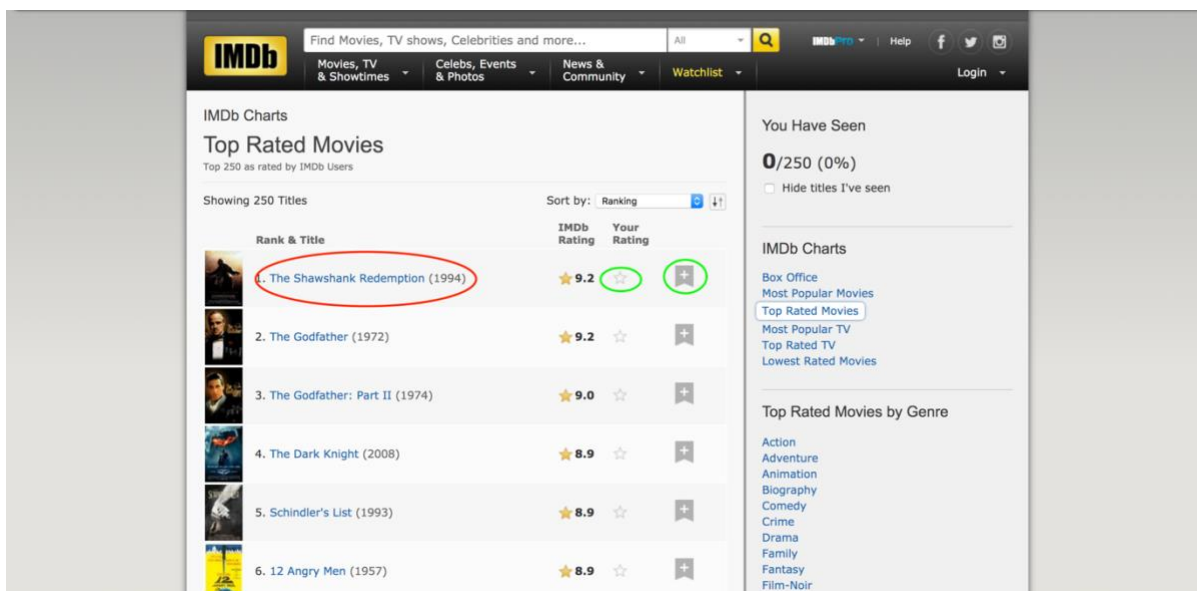 IMDb
Find Movies, TV shows, Celebrities and more...
All
IMDbPro
Help
Movies, TV
& Showtimes
Celebs, Events
& Photos
News &
Community
Watchlist
Login
IMDb Charts
Top Rated Movies
Top 250 as rated by IMDb Users
Showing 250 Titles
Sort by: Ranking
Rank & Title
IMDb
Rating
Your
Rating
1. The Shawshank Redemption (1994) 9.2
2. The Godfather (1972) 9.2
3. The Godfather: Part II (1974) 9.0
4. The Dark Knight (2008) 8.9
5. Schindler's List (1993) 8.9
12
6. 12 Angry Men (1957) 8.9
You Have Seen
0/250 (0%)
Hide titles I've seen
IMDb Charts
Box Office
Most Popular Movies
Top Rated Movies
Most Popular TV
Top Rated TV
Lowest Rated Movies
Top Rated Movies by Genre
Action
Adventure
Animation
Biography
Comedy
Crime
Drama
Family
Fantasy
Film-Noir